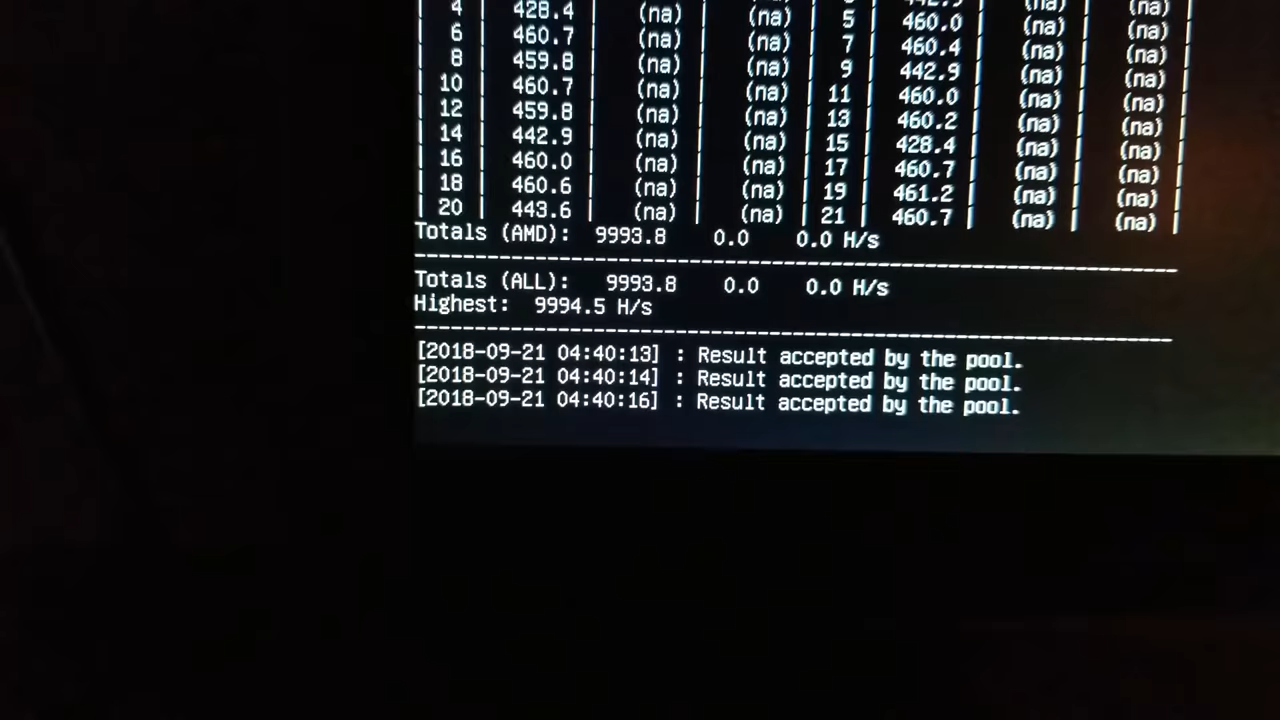 | 4 | 428.4 | (na) | (na) | | | (na) | (na) |
| 6 | 460.7 | (na) | (na) | 5 | 460.0 | (na) | (na) |
| 8 | 459.8 | (na) | (na) | 7 | 460.4 | (na) | (na) |
| 10 | 460.7 | (na) | (na) | 9 | 442.9 | (na) | (na) |
| 12 | 459.8 | (na) | (na) | 11 | 460.0 | (na) | (na) |
| 14 | 442.9 | (na) | (na) | 13 | 460.2 | (na) | (na) |
| 16 | 460.0 | (na) | (na) | 15 | 428.4 | (na) | (na) |
| 18 | 460.6 | (na) | (na) | 17 | 460.7 | (na) | (na) |
| 20 | 443.6 | (na) | (na) | 19 | 461.2 | (na) | (na) |
| 21 | 460.7 | (na) | (na) |
Totals (AMD): 9993.8 0.0 0.0 H/s
-----------------------------------------------------------------
Totals (ALL): 9993.8 0.0 0.0 H/s
Highest: 9994.5 H/s
-----------------------------------------------------------------
[2018-09-21 04:40:13] : Result accepted by the pool.
[2018-09-21 04:40:14] : Result accepted by the pool.
[2018-09-21 04:40:16] : Result accepted by the pool.